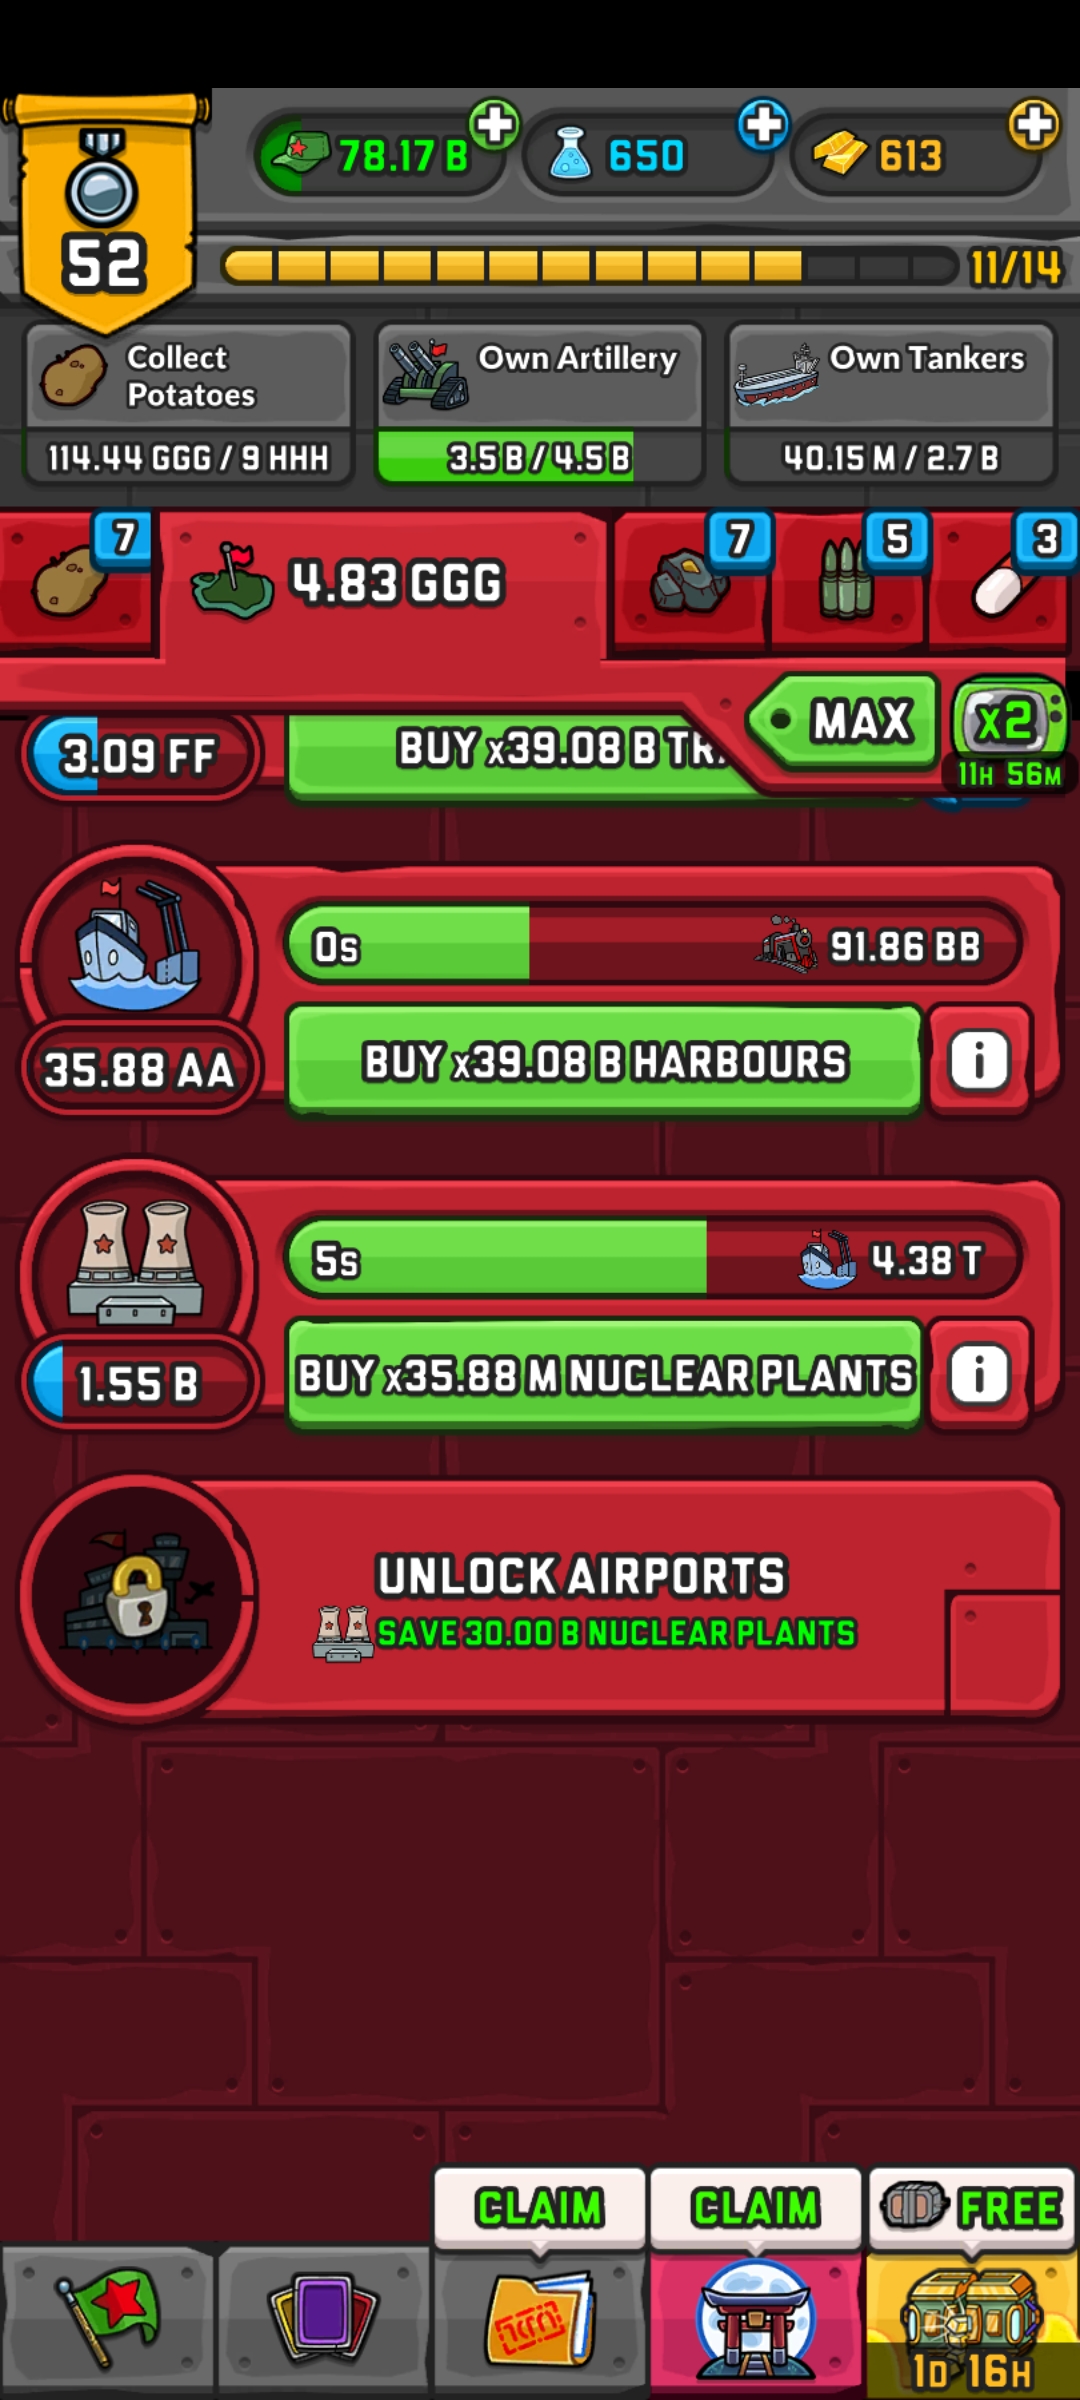 78.17 B
650
613
52
11/14
Collect
Potatoes
Own Artillery
Own Tankers
114.44 GGG / 9 HHH
3.5 B / 4.5 B
40.15 M / 2.7 B
7
4.83 GGG
7
5
3
MAX
x2
11H 56M
3.09 FF
BUY x39.08 B
0s
91.86 BB
35.88 AA
BUY x39.08 B HARBOURS
i
5s
4.38 T
1.55 B
BUY x35.88 M NUCLEAR PLANTS
i
UNLOCK AIRPORTS
SAVE 30.00 B NUCLEAR PLANTS
CLAIM
CLAIM
FREE
1D 16H